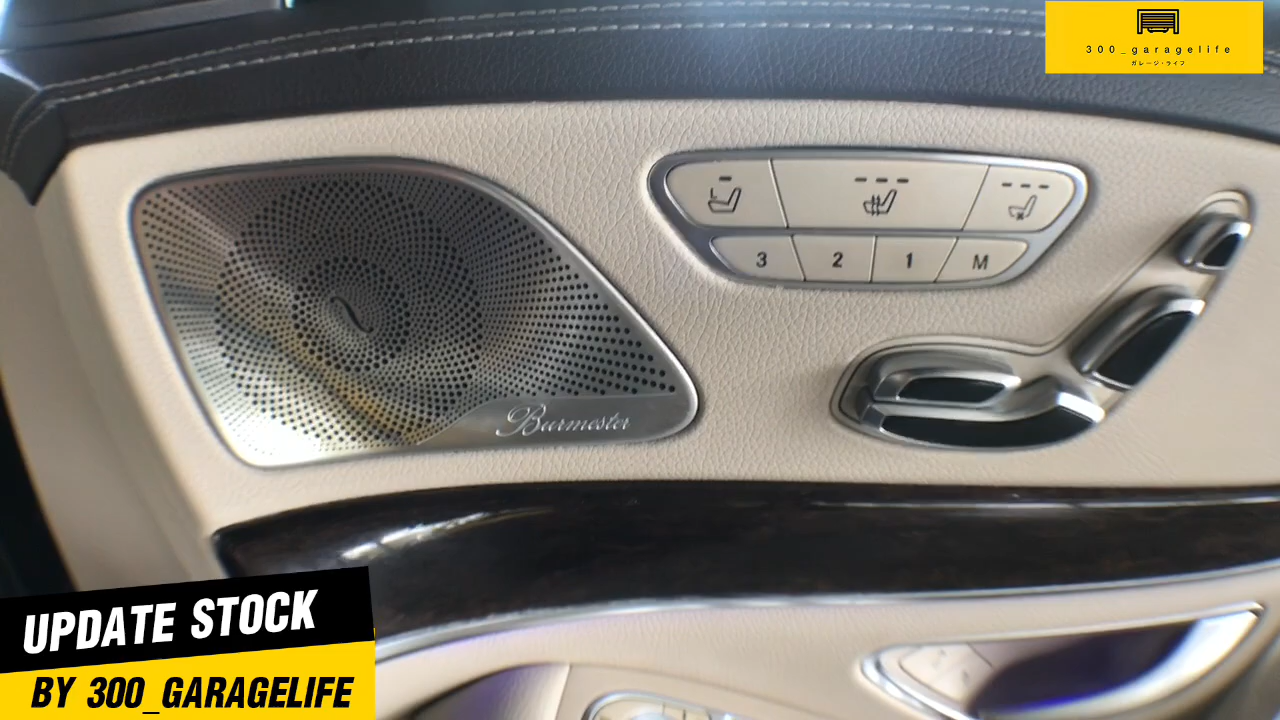 300_garagelife
ガレージ・ライフ
3 2 1 M
Burmester
UPDATE STOCK
BY 300_GARAGELIFE